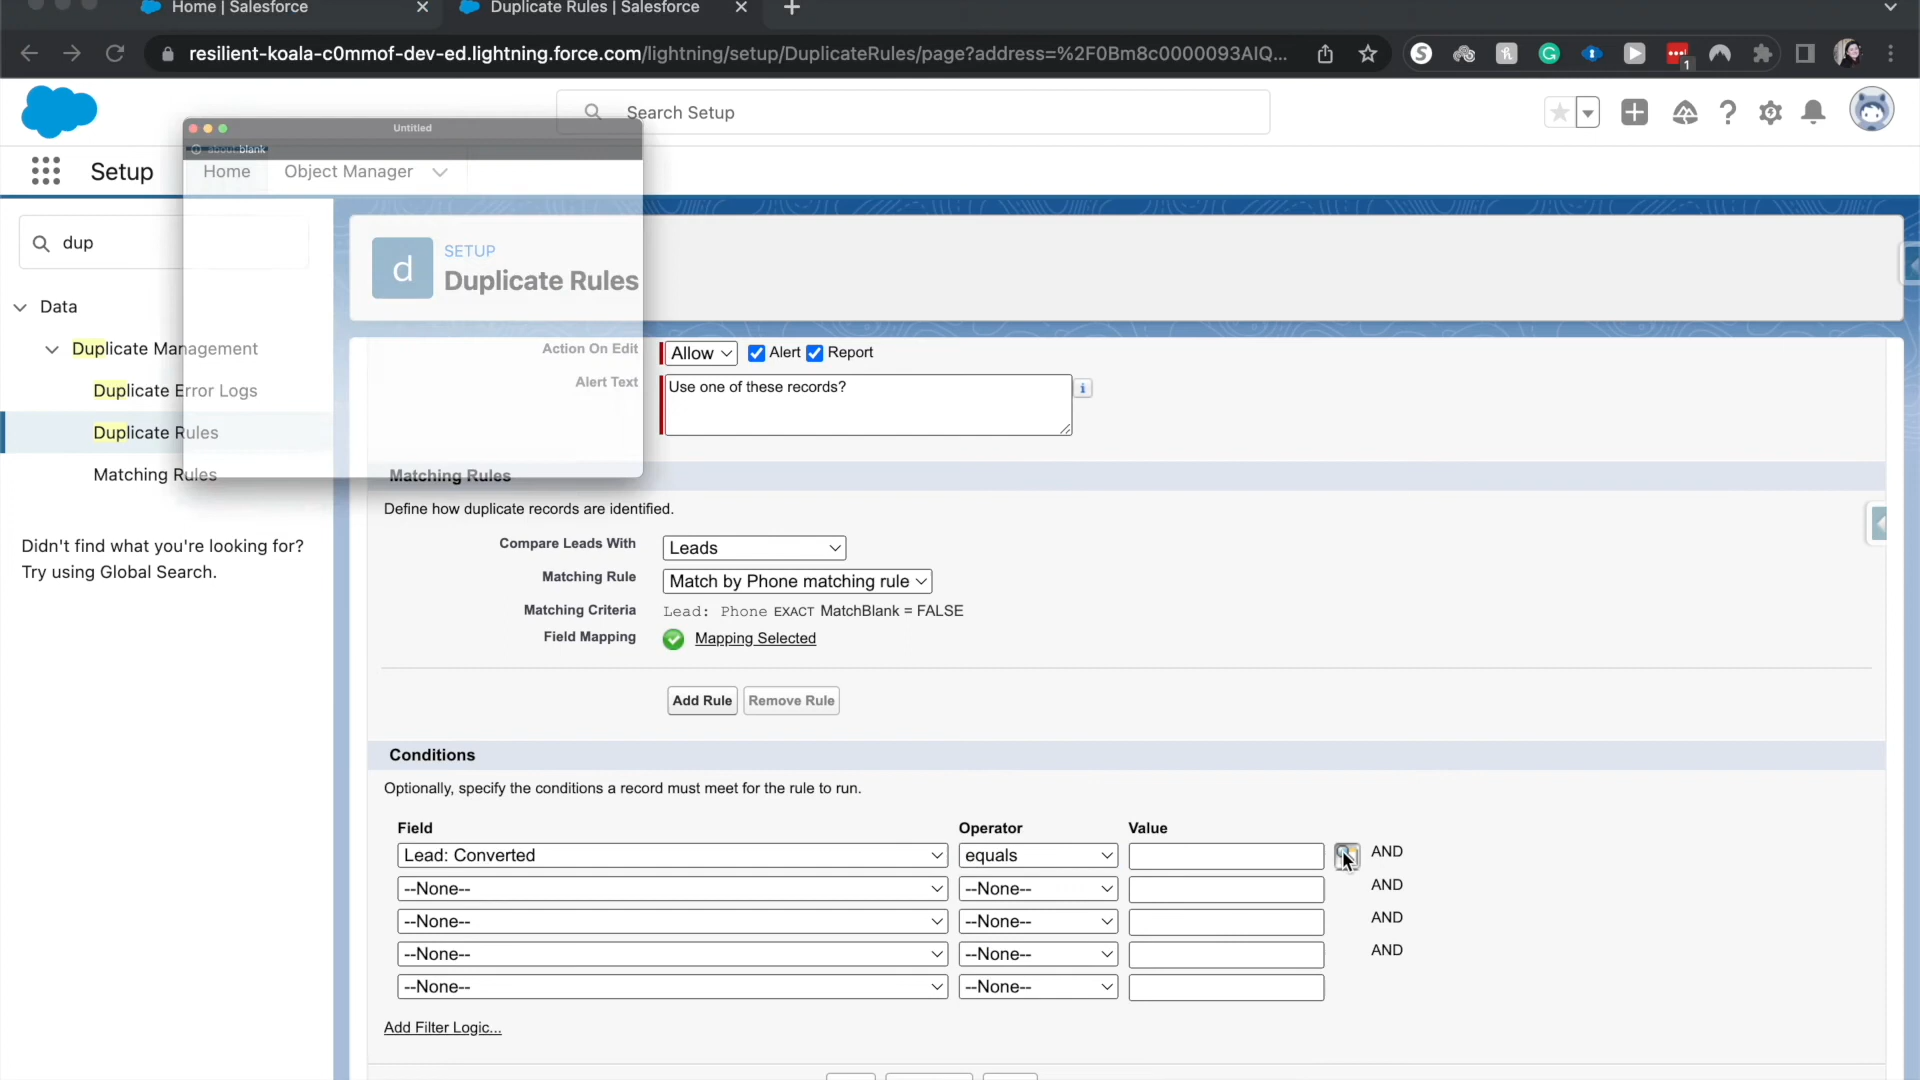 Home | Salesforce
Duplicate Rules | Salesforce
resilient-koala-c0mmof-dev-ed.lightning.force.com/lightning/setup/DuplicateRules/page?address=%2F0Bm8c0000093AIQ...
1
Search Setup
Untitled
about:blank
Setup
Home
Object Manager
dup
SETUP
Duplicate Rules
d
Data
Duplicate Management
Duplicate Error Logs
Duplicate Rules
Matching Rules
Didn't find what you're looking for?
Try using Global Search.
Action On Edit
Allow
Alert
Report
Alert Text
Use one of these records?
Matching Rules
Define how duplicate records are identified.
Compare Leads With
Leads
Matching Rule
Match by Phone matching rule
Matching Criteria
Lead: Phone EXACT MatchBlank = FALSE
Field Mapping
Mapping Selected
Add Rule
Remove Rule
Conditions
Optionally, specify the conditions a record must meet for the rule to run.
Field Operator Value
Lead: Converted equals AND
--None-- --None-- AND
--None-- --None-- AND
--None-- --None-- AND
--None-- --None--
Add Filter Logic...